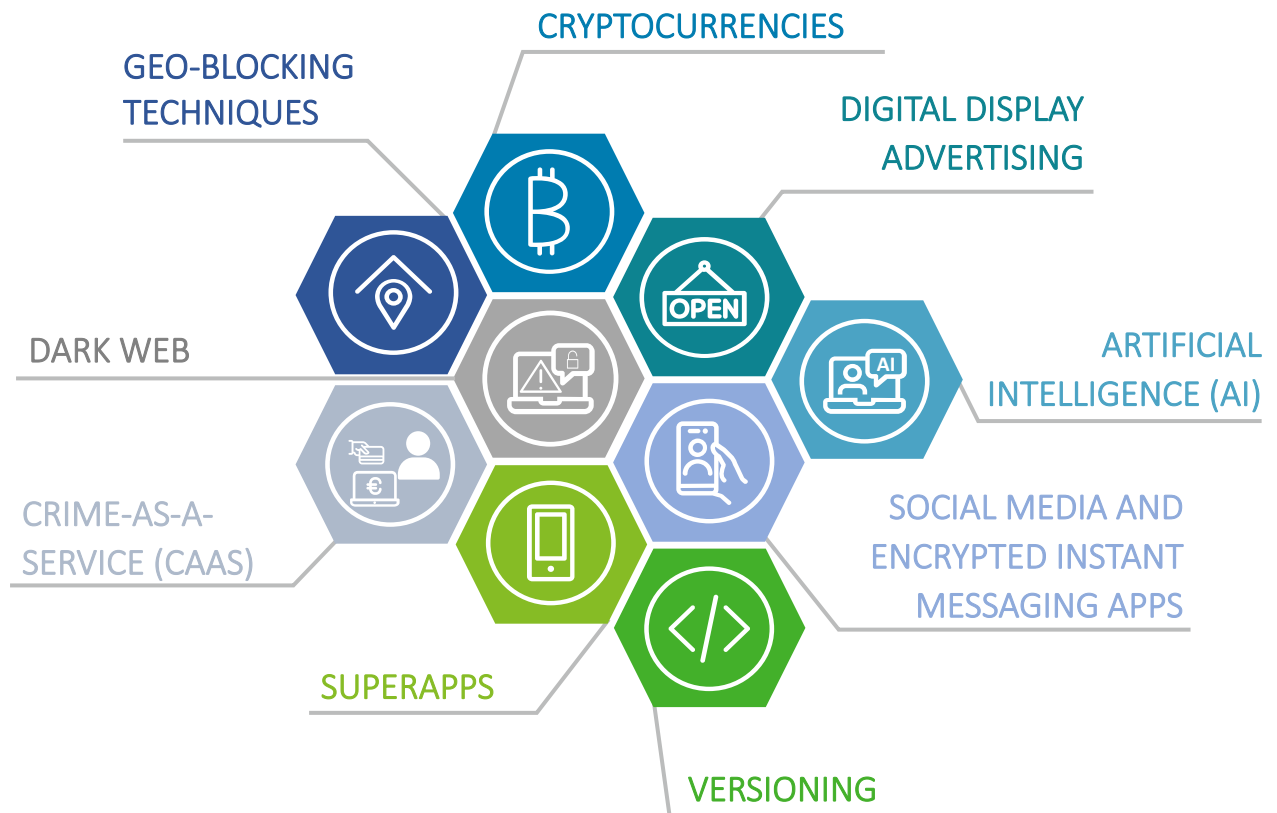 CRYPTOCURRENCIES
GEO-BLOCKING
TECHNIQUES
DIGITAL DISPLAY
ADVERTISING
OPEN
DARK WEB
ARTIFICIAL
INTELLIGENCE (AI)
AI
€
CRIME-AS-A-
SERVICE (CAAS)
SOCIAL MEDIA AND
ENCRYPTED INSTANT
MESSAGING APPS
</>
SUPERAPPS
VERSIONING